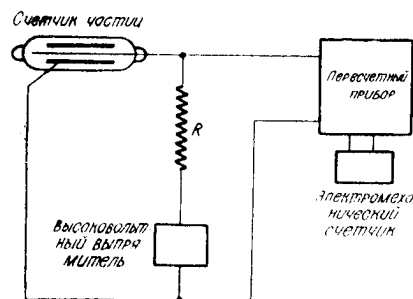 Счетчик частиц
Пересчетный
прибор
R
Высоковольт
ный выпря
митель
Электромеха
нический
счетчик